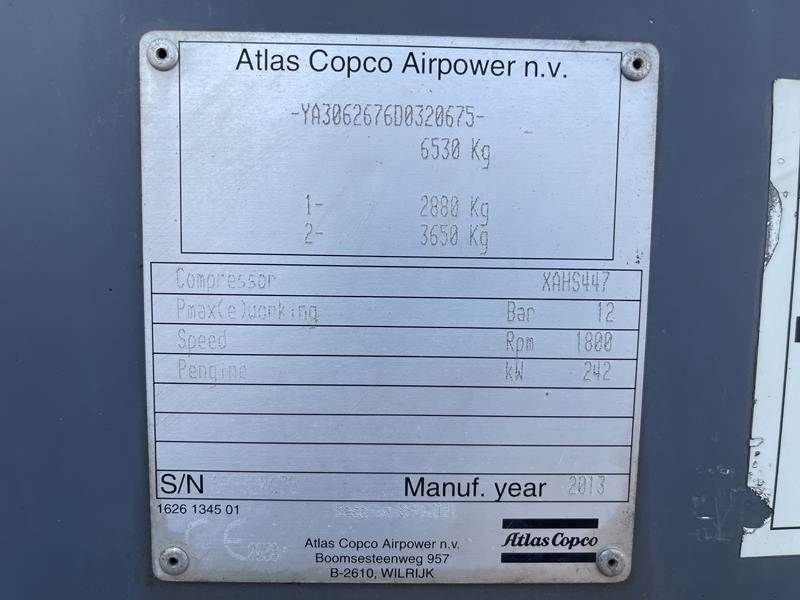 Atlas Copco Airpower n.v.
-YA3062676D0320675-
6530 Kg
1- 2880 Kg
2- 3650 Kg
Compressor XAHS447
Pmax(e)working Bar 12
Speed Rpm 1800
Pengine kW 242
S/N Manuf. year 2013
1626 1345 01
CE
Atlas Copco Airpower n.v.
Boomsesteenweg 957
B-2610, WILRIJK
Atlas Copco